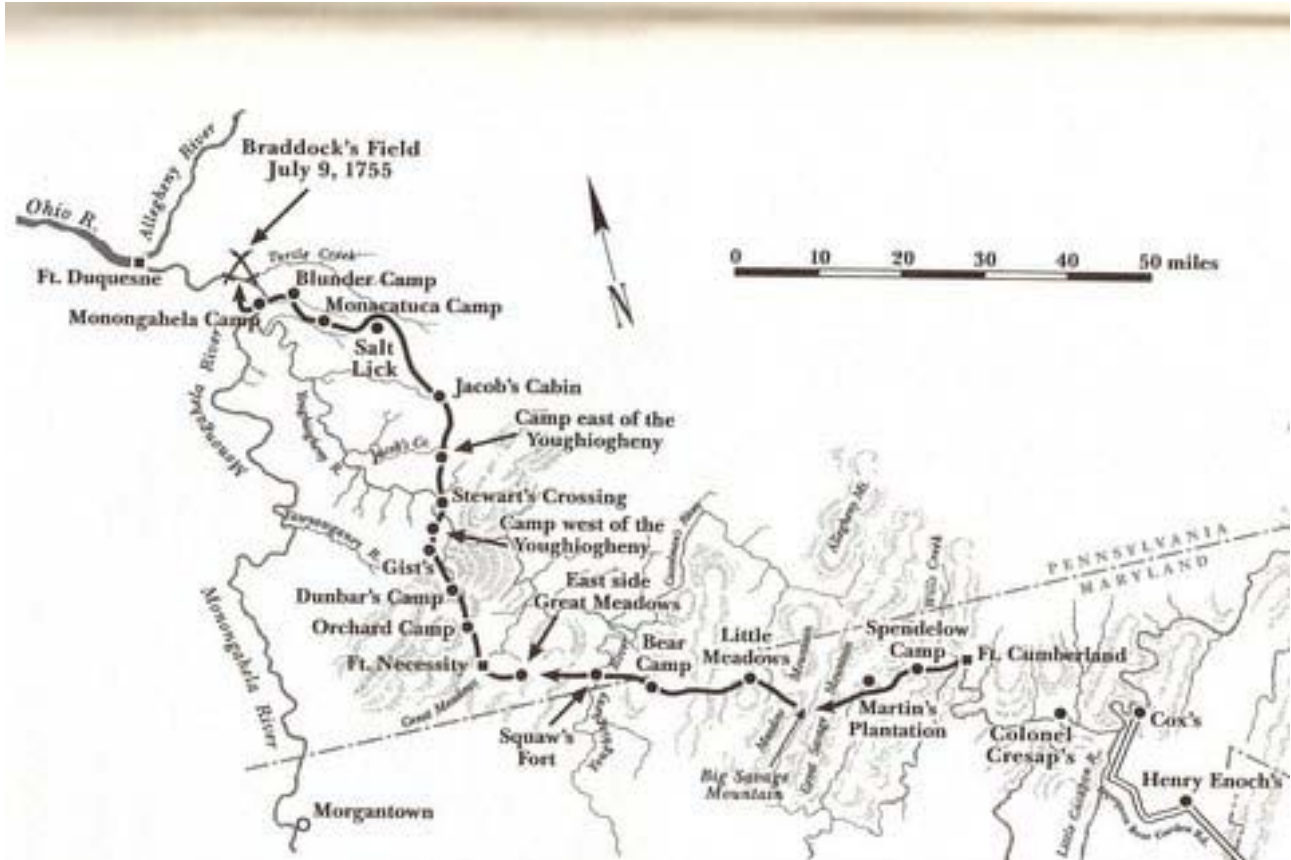 Braddock's Field
July 9, 1755
Allegheny River
Ohio R.
Ft. Duquesne
Turtle Creek
Blunder Camp
Monacatuca Camp
Monongahela Camp
Salt
Lick
0 10 20 30 40 50 miles
N
Jacob's Cabin
Monongahela River
Youghiogheny R.
Jacob's Cr.
Camp east of the
Youghiogheny
Stewart's Crossing
Camp west of the
Youghiogheny
Gist's
Dunbar's Camp
East side
Great Meadows
Orchard Camp
Ft. Necessity
Great Meadows
Monongahela River
Squaw's
Fort
Bear
Camp
Little
Meadows
Allegheny Mt.
Wills Creek
PENNSYLVANIA
MARYLAND
Spendelow
Camp
Ft. Cumberland
Martin's
Plantation
Meadow Mountain
Great Savage Mountain
Big Savage
Mountain
Colonel
Cresap's
Cox's
Henry Enoch's
Morgantown